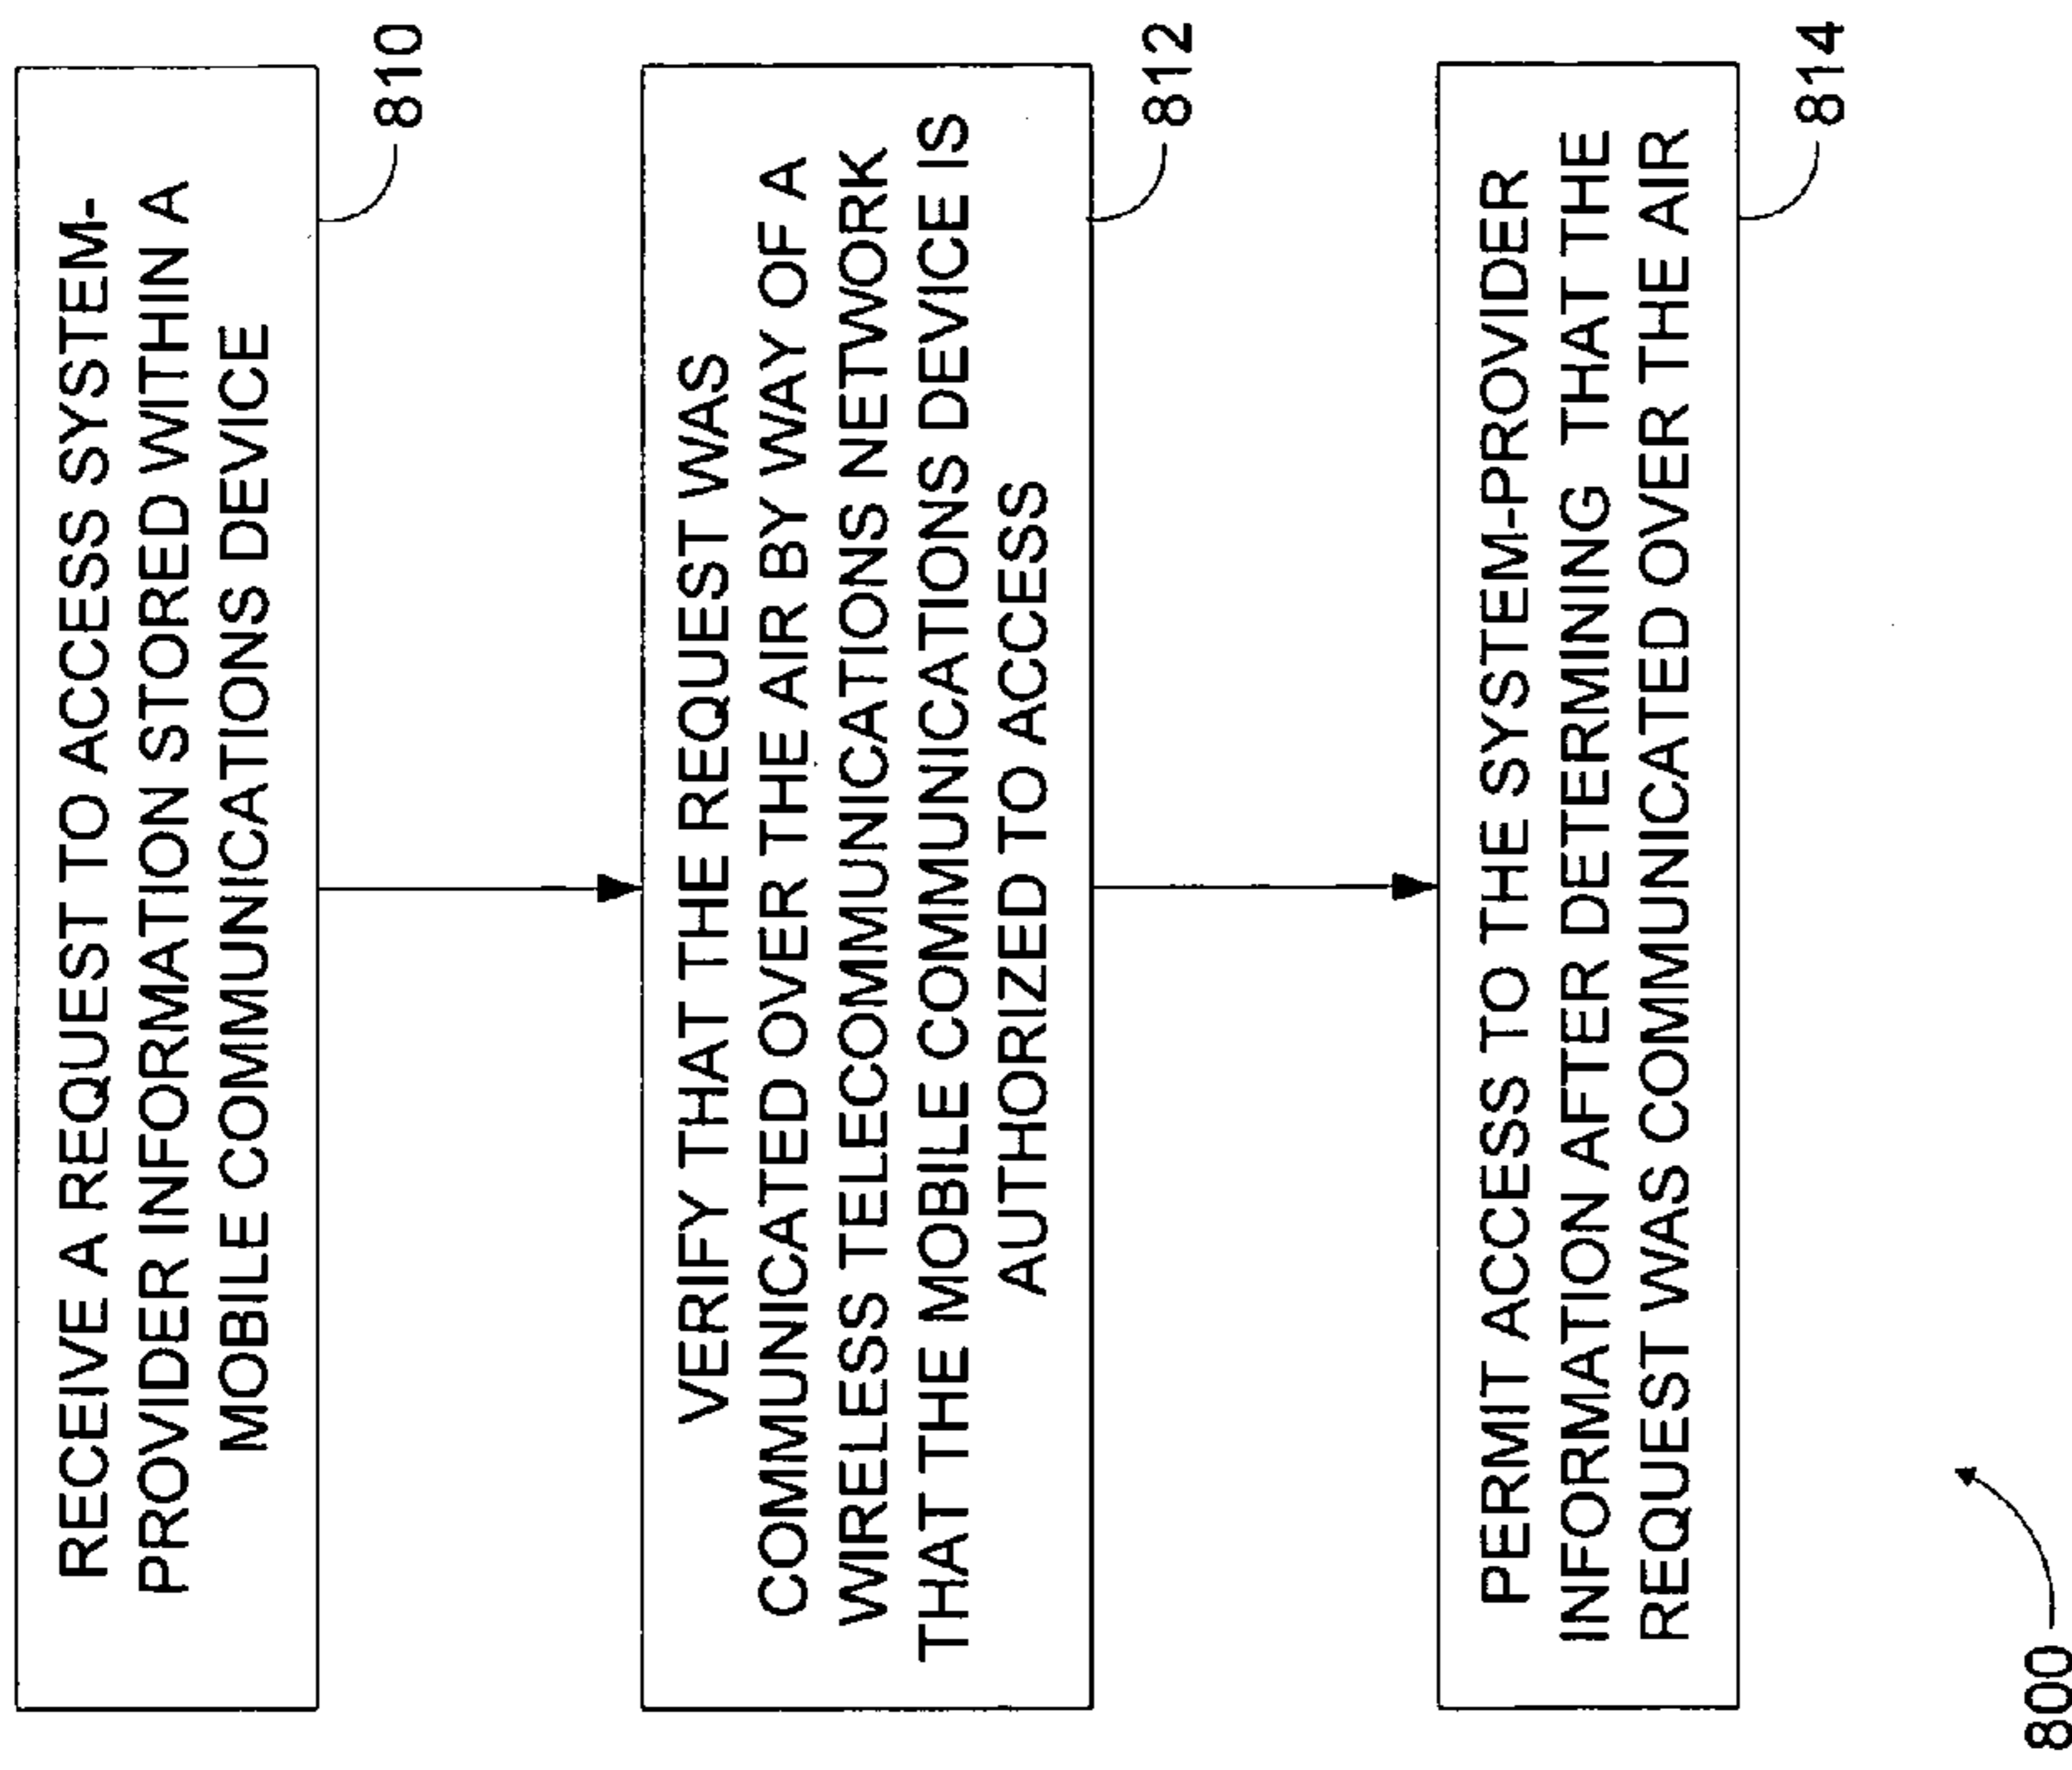 RECEIVE A REQUEST TO ACCESS SYSTEM-
PROVIDER INFORMATION STORED WITHIN A
MOBILE COMMUNICATIONS DEVICE
810
VERIFY THAT THE REQUEST WAS
COMMUNICATED OVER THE AIR BY WAY OF A
WIRELESS TELECOMMUNICATIONS NETWORK
THAT THE MOBILE COMMUNICATIONS DEVICE IS
AUTHORIZED TO ACCESS
812
PERMIT ACCESS TO THE SYSTEM-PROVIDER
INFORMATION AFTER DETERMINING THAT THE
REQUEST WAS COMMUNICATED OVER THE AIR
814
800